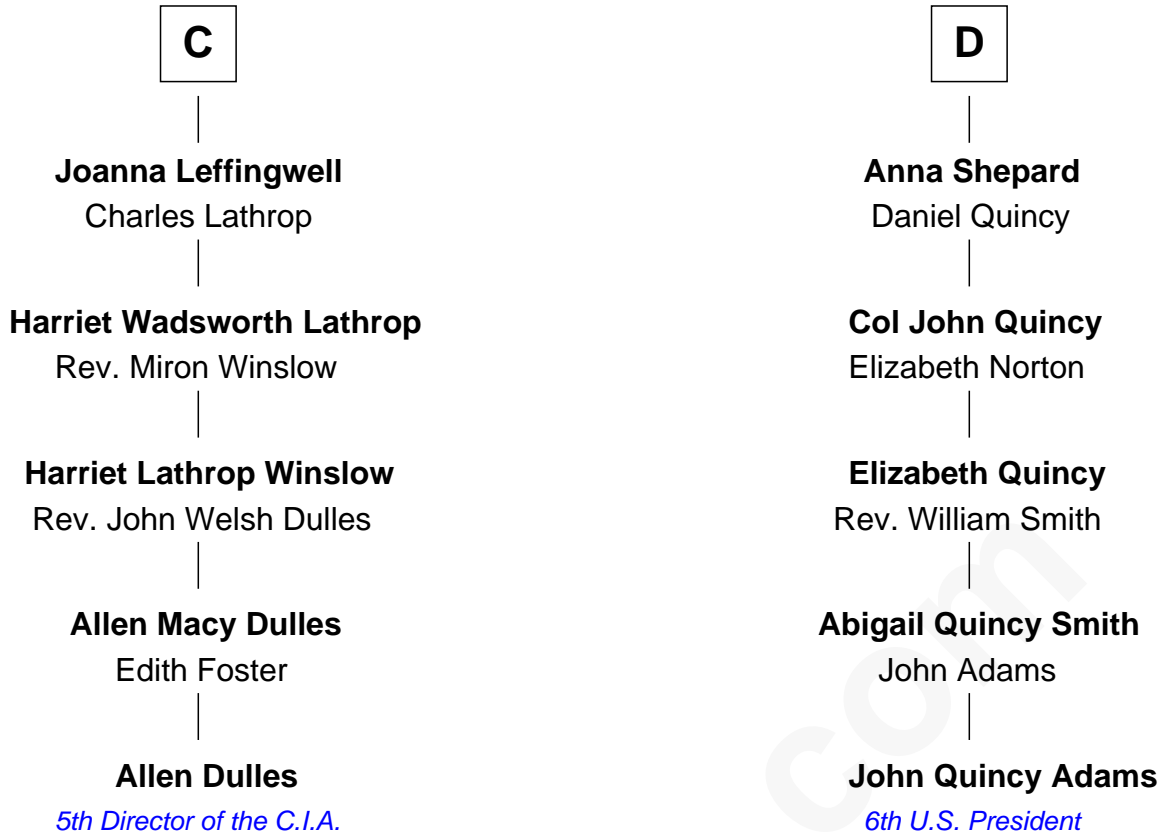 C
Joanna Leffingwell
Charles Lathrop
Harriet Wadsworth Lathrop
Rev. Miron Winslow
Harriet Lathrop Winslow
Rev. John Welsh Dulles
Allen Macy Dulles
Edith Foster
Allen Dulles
5th Director of the C.I.A.
D
Anna Shepard
Daniel Quincy
Col John Quincy
Elizabeth Norton
Elizabeth Quincy
Rev. William Smith
Abigail Quincy Smith
John Adams
John Quincy Adams
6th U.S. President
com